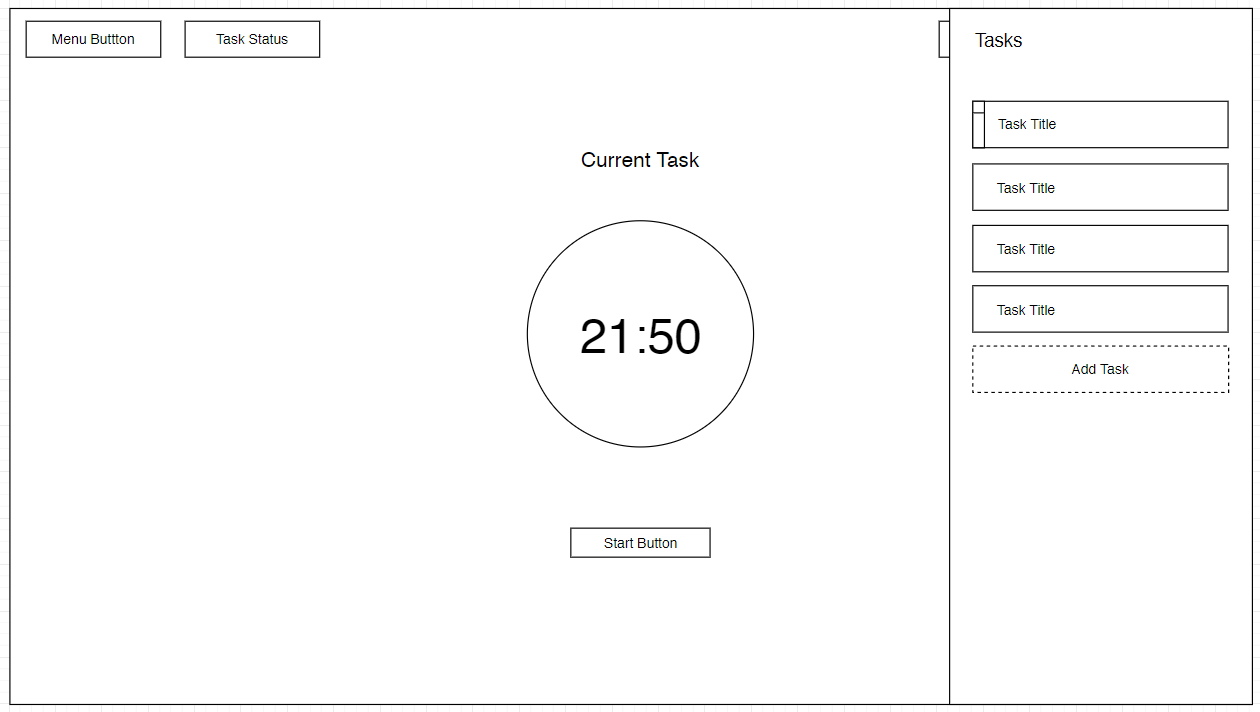 Menu Buttton
Task Status
Tasks
Task Title
Current Task
Task Title
Task Title
Task Title
21:50
Add Task
Start Button